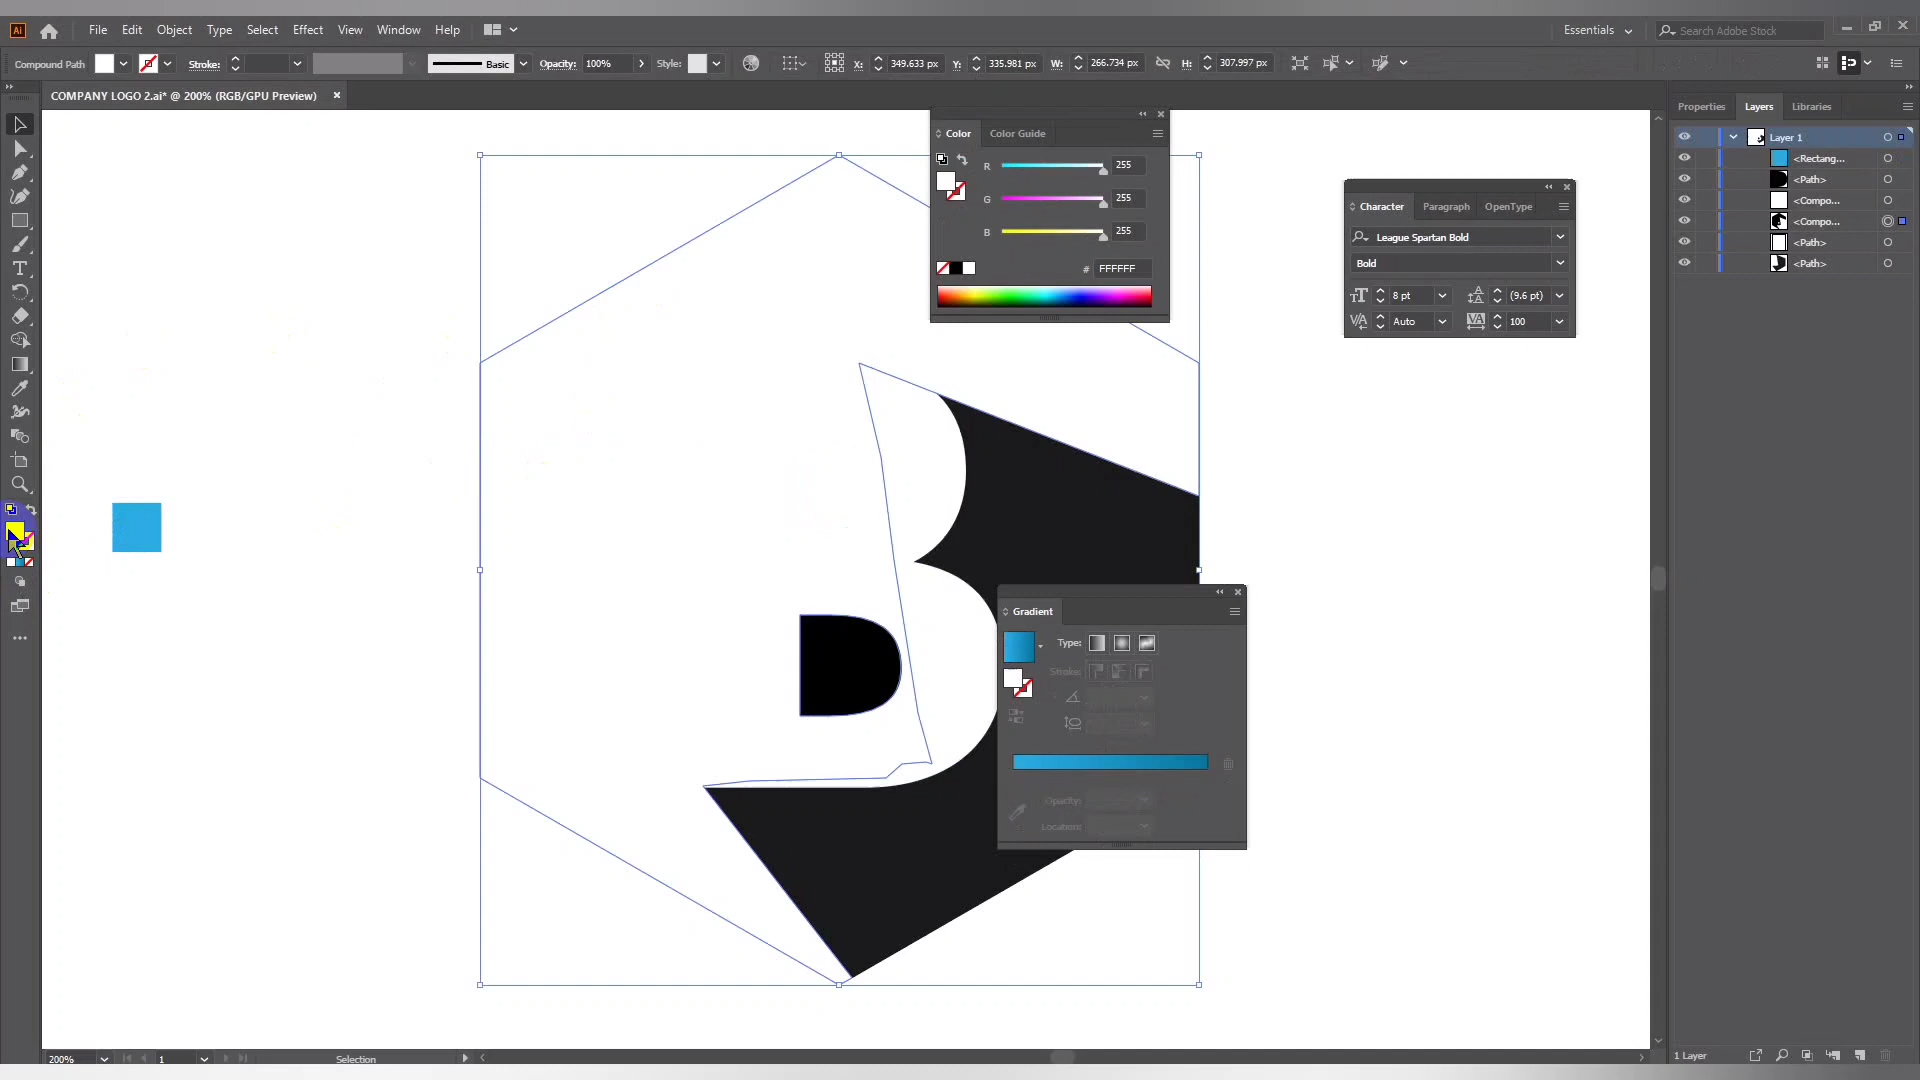 Ai File Edit Object Type Select Effect View Window Help Essentials Search Adobe Stock
Compound Path Stroke: Basic Opacity: 100% Style: X: 349.633 px Y: 335.981 px W: 266.734 px H: 307.997 px
COMPANY LOGO 2.ai* @ 200% (RGB/GPU Preview) ×
Color Color Guide
R 255
G 255
B 255
# FFFFFF
Character Paragraph OpenType
League Spartan Bold
Bold
8 pt (9.6 pt)
Auto 100
Properties Layers Libraries
Layer 1
<Rectang...
<Path>
<Compo...
<Compo...
<Path>
<Path>
Gradient
Type:
Stroke:
Opacity:
Location:
200% 1 Selection
1 Layer